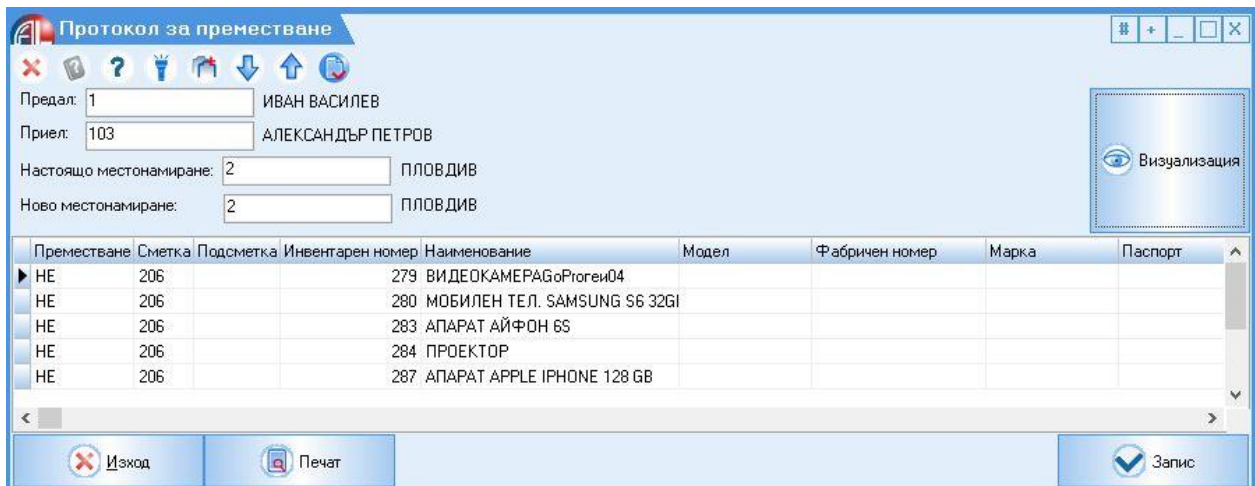 Протокол за преместване
Предал: 1 ИВАН ВАСИЛЕВ
Приел: 103 АЛЕКСАНДЪР ПЕТРОВ
Настоящо местонамиране: 2 ПЛОВДИВ
Ново местонамиране: 2 ПЛОВДИВ
Визуализация
Преместване Сметка Подсметка Инвентарен номер Наименование Модел Фабричен номер Марка Паспорт
НЕ 206 279 ВИДЕОКАМЕРАGoProгеи04
НЕ 206 280 МОБИЛЕН ТЕЛ. SAMSUNG S6 32G
НЕ 206 283 АПАРАТ АЙФОН 6S
НЕ 206 284 ПРОЕКТОР
НЕ 206 287 АПАРАТ APPLE IPHONE 128 GB
Изход Печат Запис